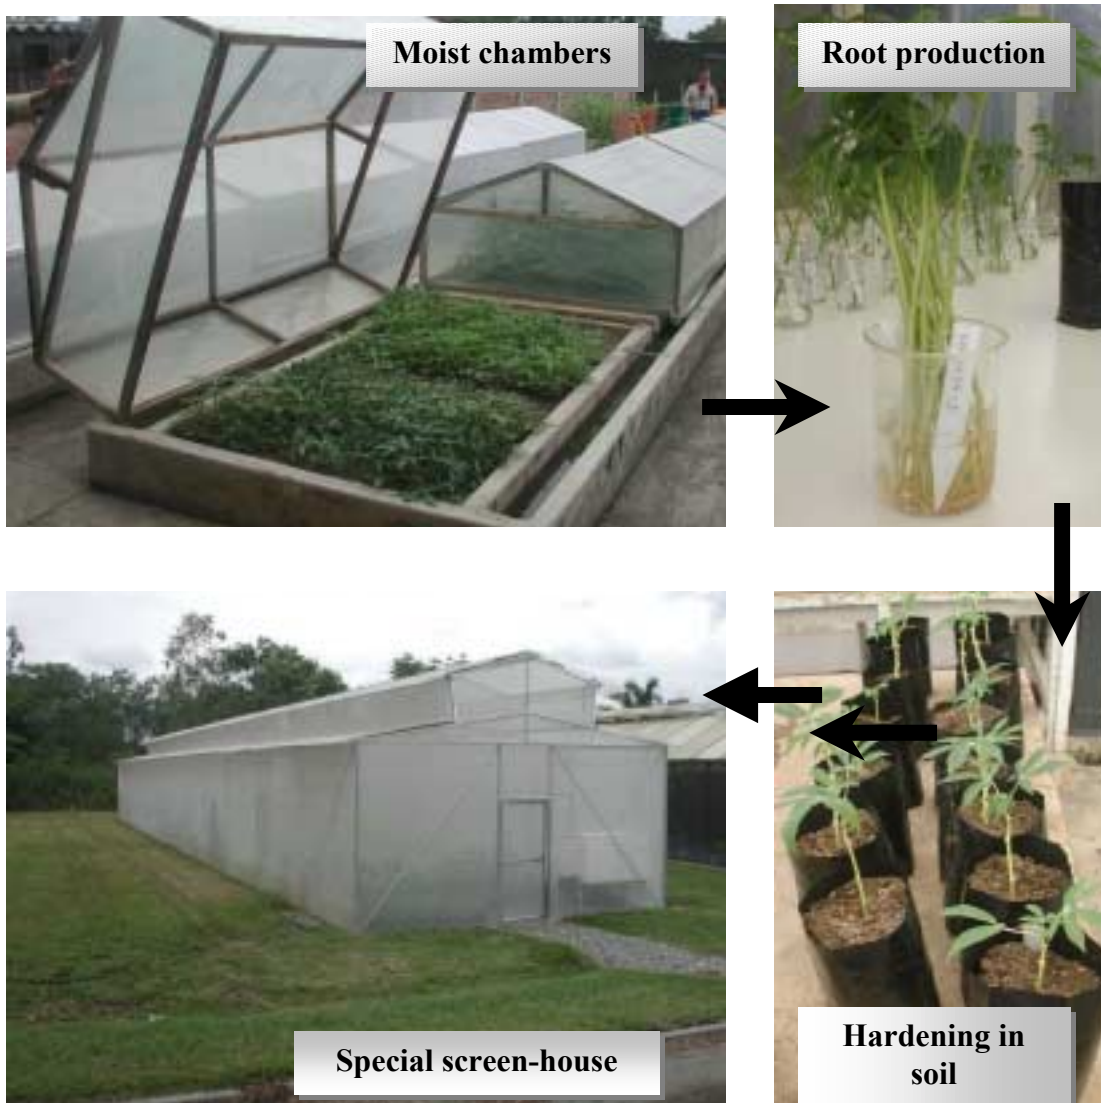 Moist chambers
Root production
Special screen-house
Hardening in
soil